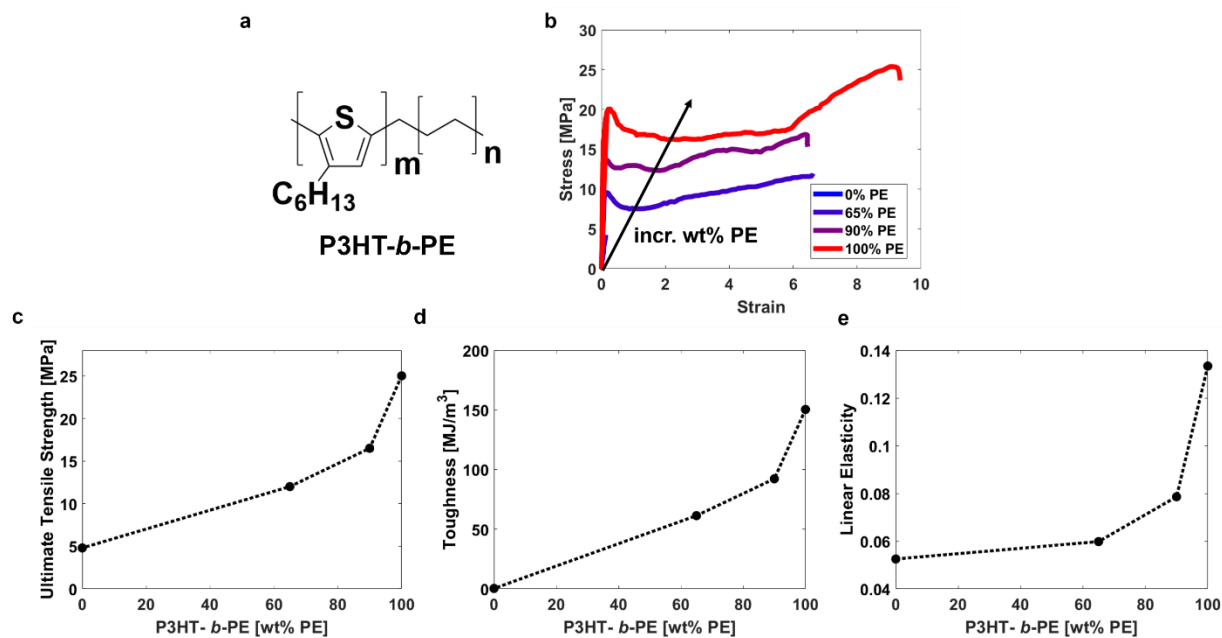 a
S
m
n
C6H13
P3HT-b-PE
b
30
25
20
15
10
5
0
Stress [MPa]
0 2 4 6 8 10
Strain
incr. wt% PE
0% PE
65% PE
90% PE
100% PE
c
25
20
15
10
5
0
Ultimate Tensile Strength [MPa]
0 20 40 60 80 100
P3HT- b-PE [wt% PE]
d
200
150
100
50
0
Toughness [MJ/m3]
0 20 40 60 80 100
P3HT- b-PE [wt% PE]
e
0.14
0.12
0.1
0.08
0.06
0.04
Linear Elasticity
0 20 40 60 80 100
P3HT- b-PE [wt% PE]